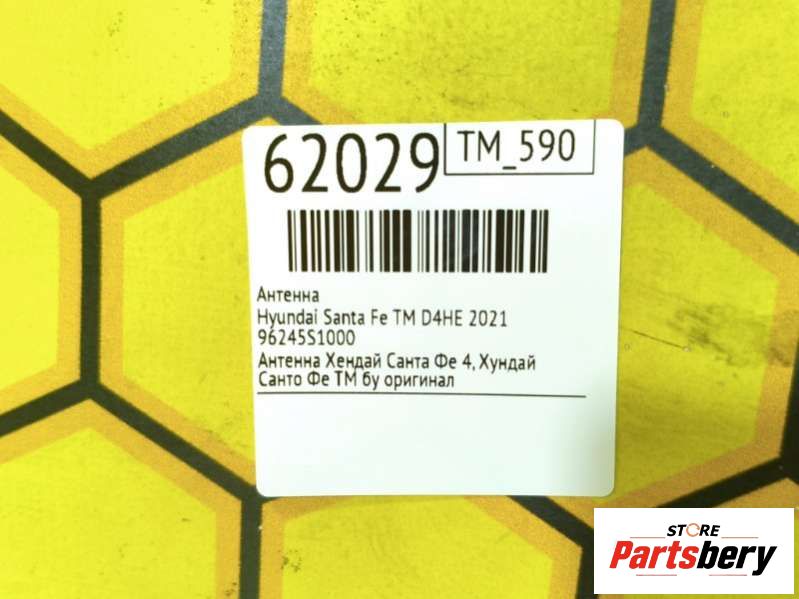 62029
TM_590
Антенна
Hyundai Santa Fe TM D4HE 2021
96245S1000
Антенна Хендай Санта Фе 4, Хундай
Санто Фе ТМ бу оригинал
STORE
Partsbery